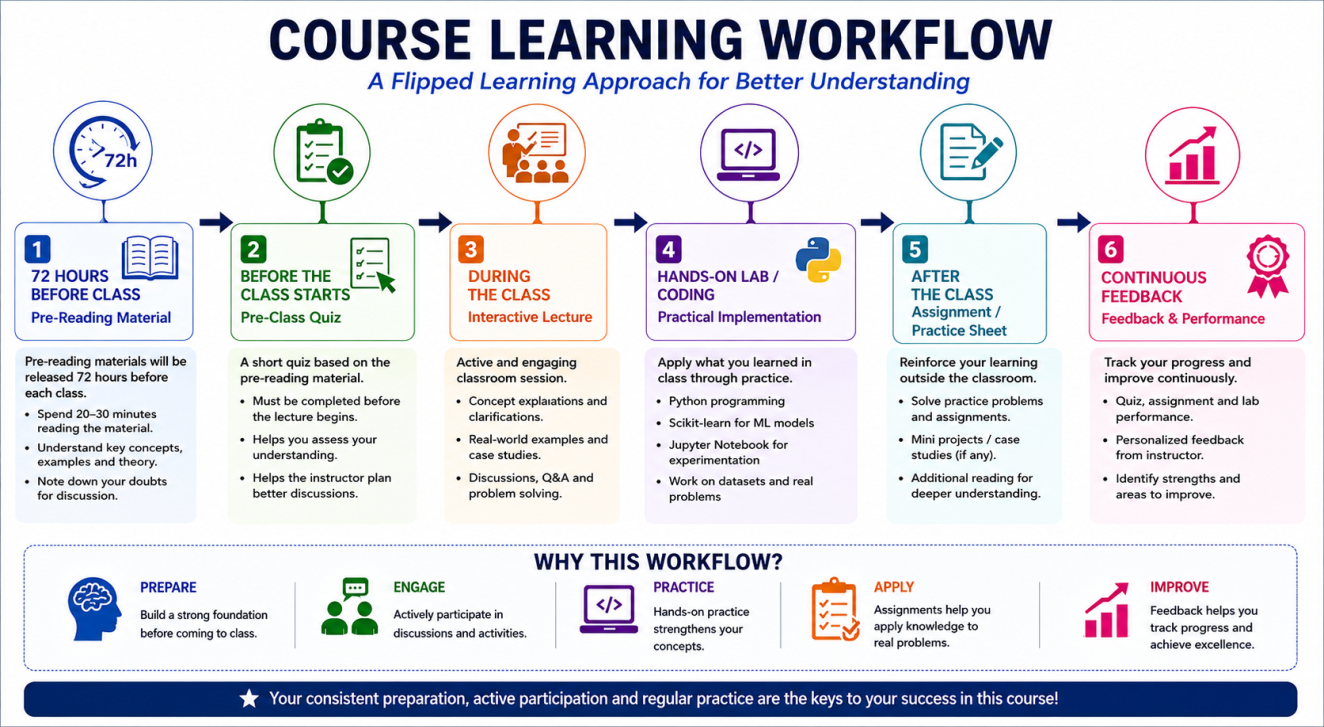 COURSE LEARNING WORKFLOW
A Flipped Learning Approach for Better Understanding
72h
</>
1
72 HOURS
BEFORE CLASS
Pre-Reading Material
2
BEFORE THE
CLASS STARTS
Pre-Class Quiz
3
DURING
THE CLASS
Interactive Lecture
4
HANDS-ON LAB /
CODING
Practical Implementation
5
AFTER
THE CLASS
Assignment /
Practice Sheet
6
CONTINUOUS
FEEDBACK
Feedback & Performance
Pre-reading materials will be
released 72 hours before
each class.
• Spend 20–30 minutes
reading the material.
• Understand key concepts,
examples and theory.
• Note down your doubts
for discussion.
A short quiz based on the
pre-reading material.
• Must be completed before
the lecture begins.
• Helps you assess your
understanding.
• Helps the instructor plan
better discussions.
Active and engaging
classroom session.
• Concept explanations and
clarifications.
• Real-world examples and
case studies.
• Discussions, Q&A and
problem solving.
Apply what you learned in
class through practice.
• Python programming
• Scikit-learn for ML models
• Jupyter Notebook for
experimentation
• Work on datasets and real
problems
Reinforce your learning
outside the classroom.
• Solve practice problems
and assignments.
• Mini projects / case
studies (if any).
• Additional reading for
deeper understanding.
Track your progress and
improve continuously.
• Quiz, assignment and lab
performance.
• Personalized feedback
from instructor.
• Identify strengths and
areas to improve.
WHY THIS WORKFLOW?
PREPARE
Build a strong foundation
before coming to class.
ENGAGE
Actively participate in
discussions and activities.
</>
PRACTICE
Hands-on practice
strengthens your
concepts.
APPLY
Assignments help you
apply knowledge to
real problems.
IMPROVE
Feedback helps you
track progress and
achieve excellence.
Your consistent preparation, active participation and regular practice are the keys to your success in this course!